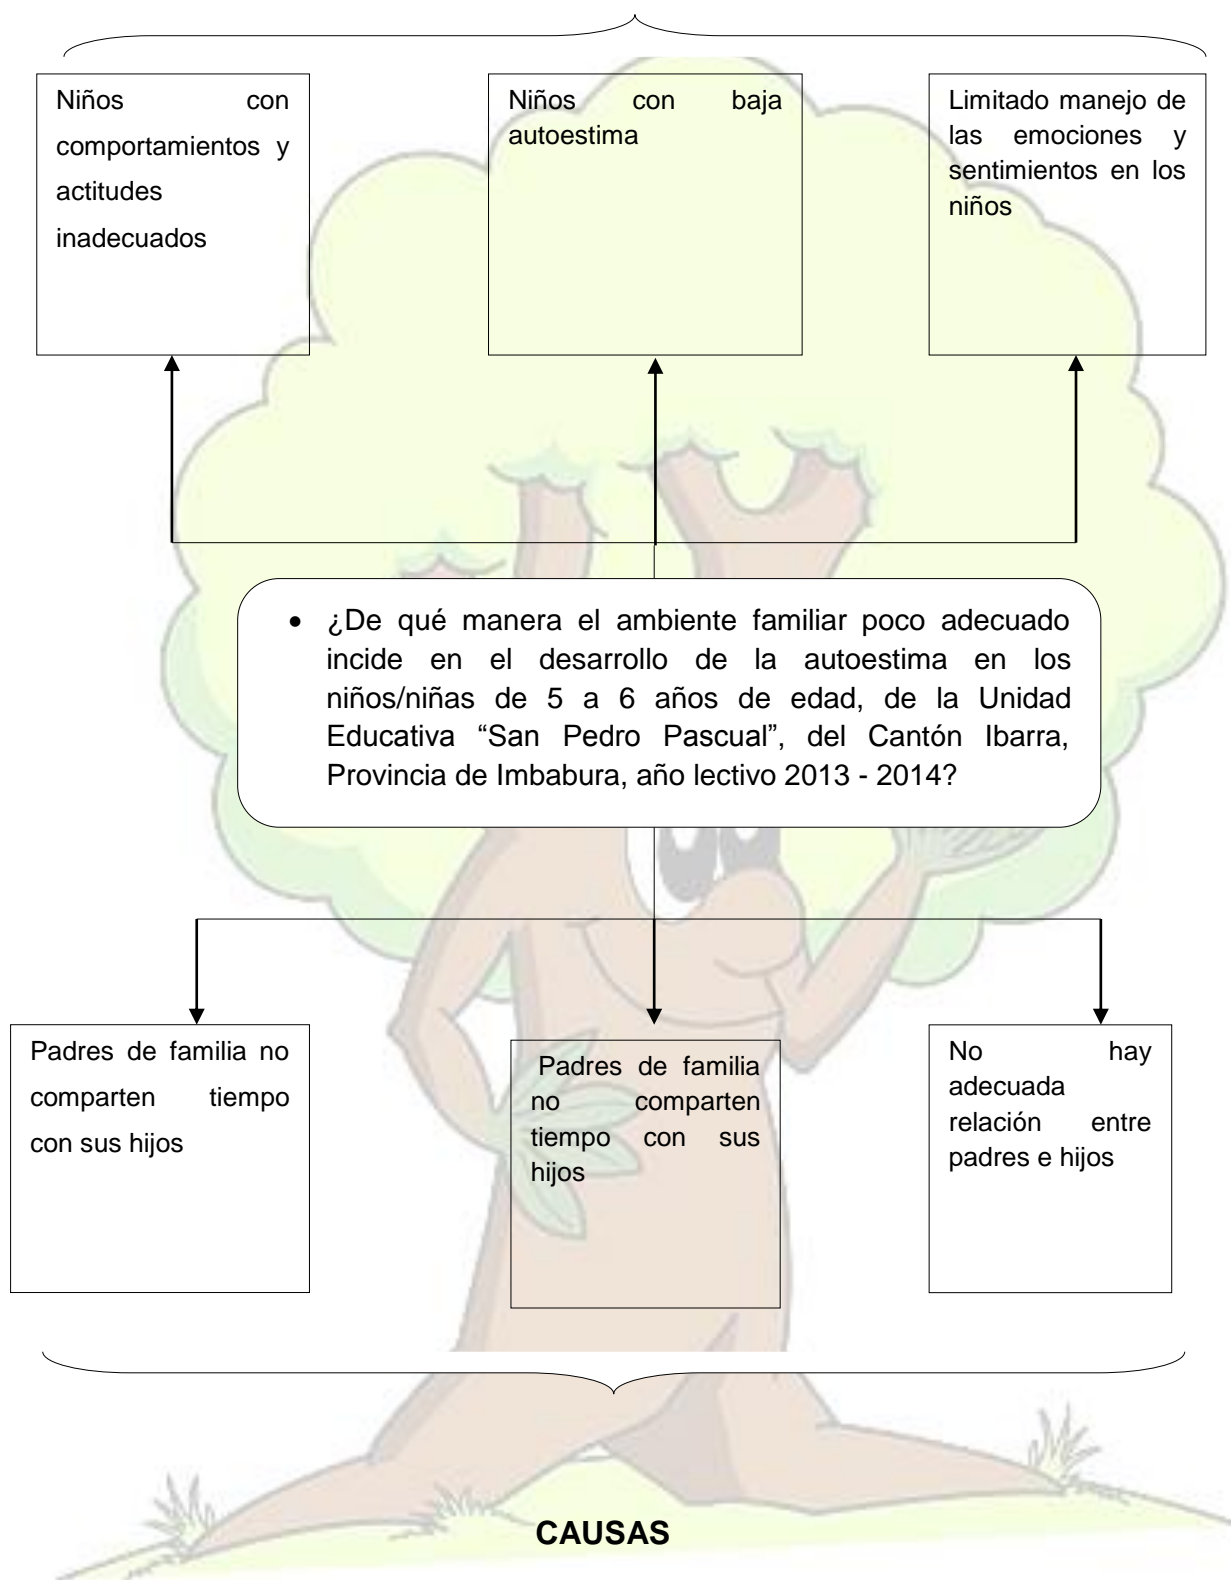 Niños con
comportamientos y
actitudes
inadecuados
Niños con baja
autoestima
Limitado manejo de
las emociones y
sentimientos en los
niños
• ¿De qué manera el ambiente familiar poco adecuado
incide en el desarrollo de la autoestima en los
niños/niñas de 5 a 6 años de edad, de la Unidad
Educativa “San Pedro Pascual”, del Cantón Ibarra,
Provincia de Imbabura, año lectivo 2013 - 2014?
Padres de familia no
comparten tiempo
con sus hijos
Padres de familia
no comparten
tiempo con sus
hijos
No hay
adecuada
relación entre
padres e hijos
CAUSAS